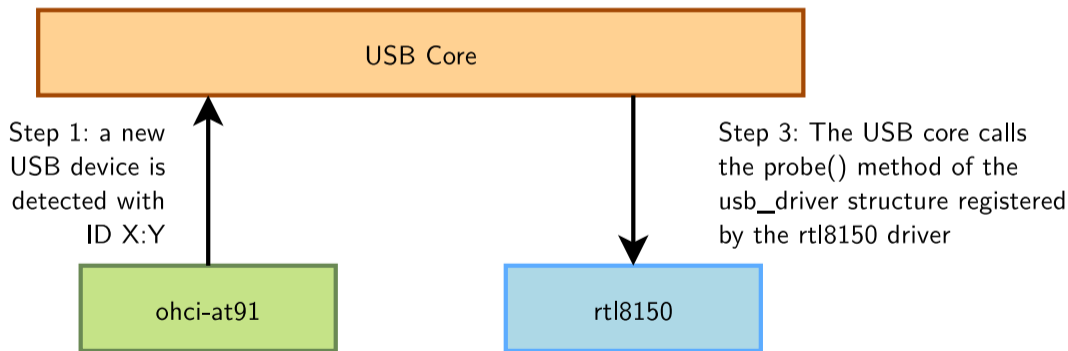 USB Core
Step 1: a new
USB device is
detected with
ID X:Y
Step 3: The USB core calls
the probe() method of the
usb_driver structure registered
by the rtl8150 driver
ohci-at91
rtl8150